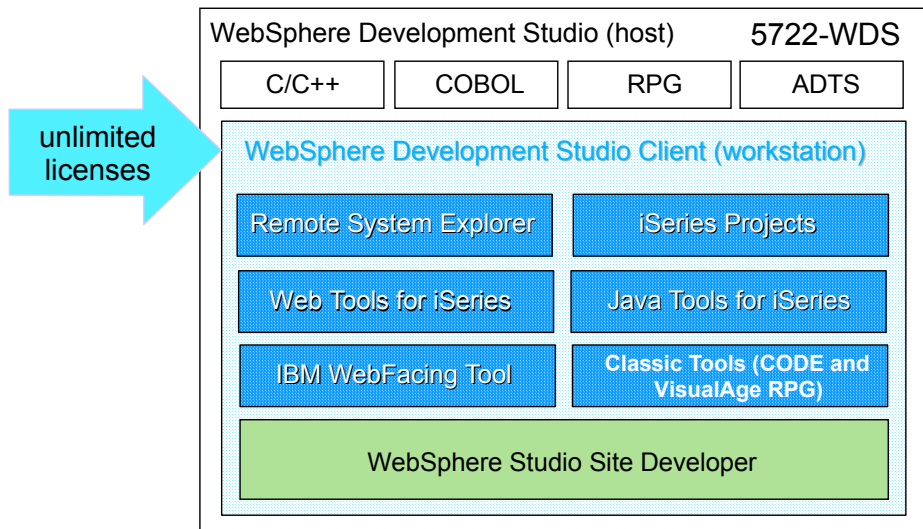 WebSphere Development Studio (host) 5722-WDS
C/C++ COBOL RPG ADTS
unlimited
licenses
WebSphere Development Studio Client (workstation)
Remote System Explorer iSeries Projects
Web Tools for iSeries Java Tools for iSeries
IBM WebFacing Tool
Classic Tools (CODE and
VisualAge RPG)
WebSphere Studio Site Developer